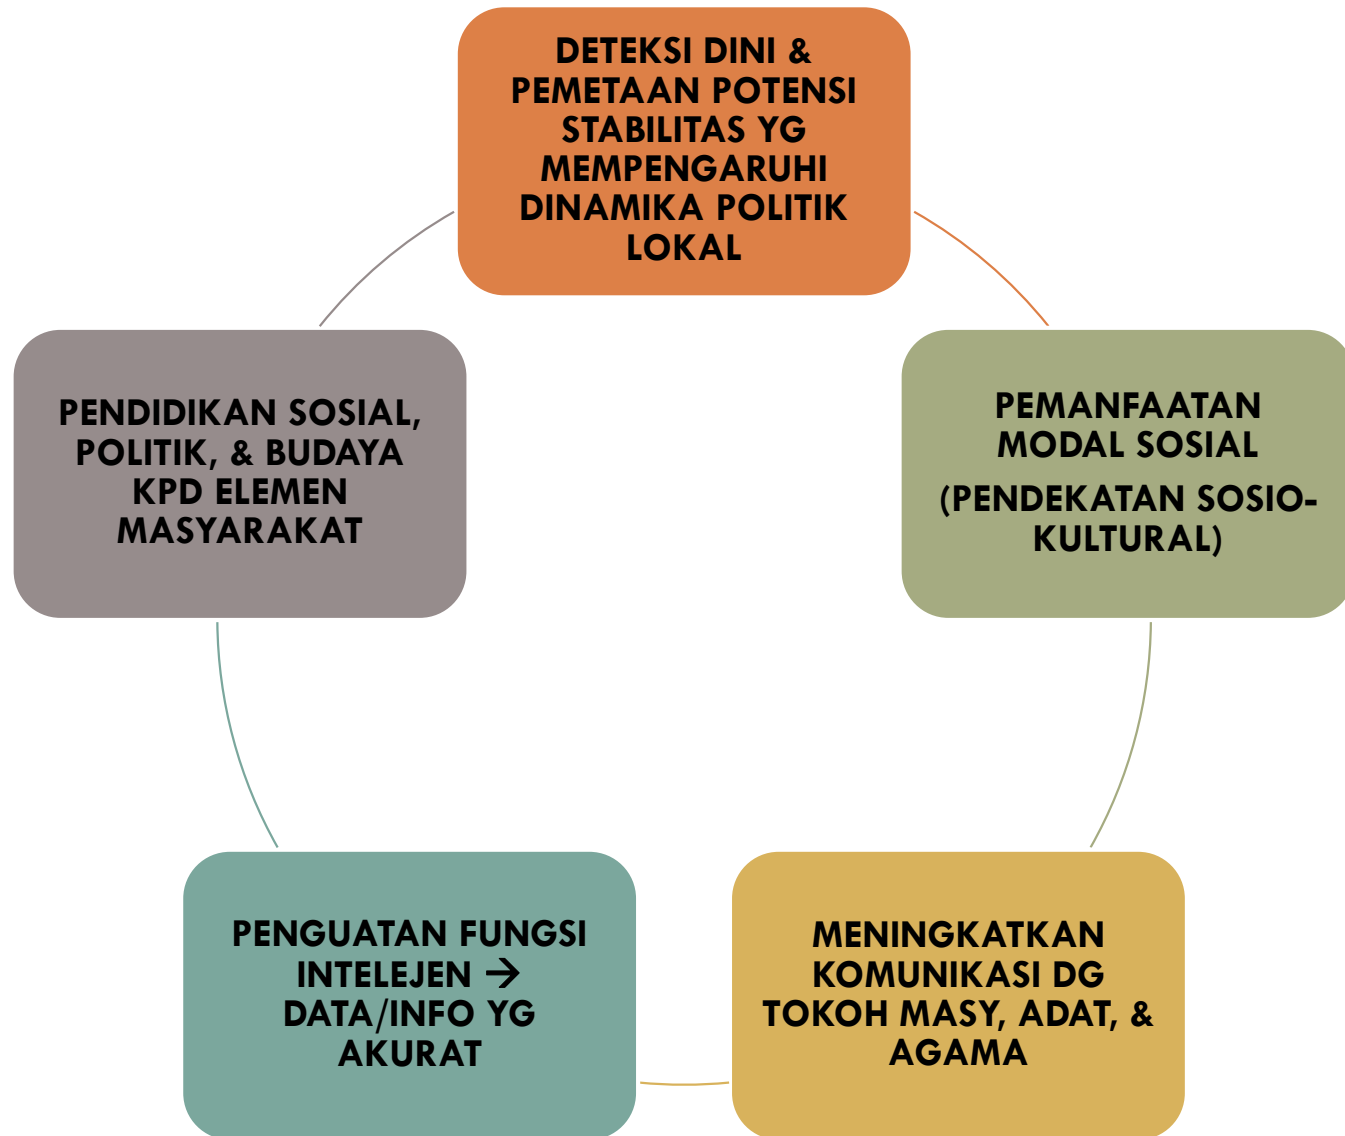 DETEKSI DINI &
PEMETAAN POTENSI
STABILITAS YG
MEMPENGARUHI
DINAMIKA POLITIK
LOKAL
PEMANFAATAN
MODAL SOSIAL
(PENDEKATAN SOSIO-
KULTURAL)
MENINGKATKAN
KOMUNIKASI DG
TOKOH MASY, ADAT, &
AGAMA
PENGUATAN FUNGSI
INTELEJEN →
DATA/INFO YG
AKURAT
PENDIDIKAN SOSIAL,
POLITIK, & BUDAYA
KPD ELEMEN
MASYARAKAT